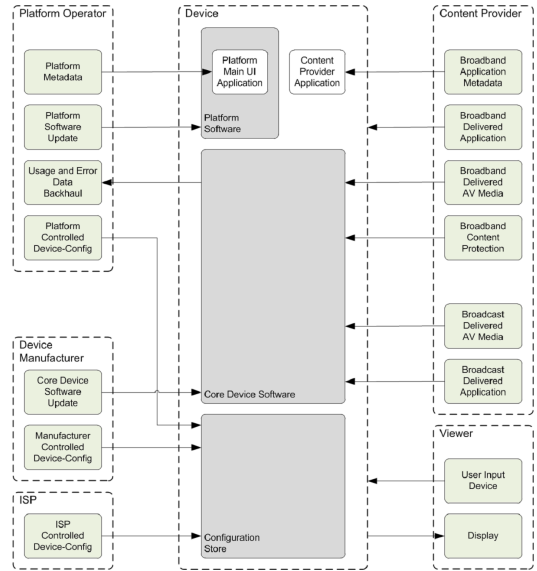 Platform Operator
Platform
Metadata
Platform
Software
Update
Usage and Error
Data
Backhaul
Platform
Controlled
Device-Config
Device
Manufacturer
Core Device
Software
Update
Manufacturer
Controlled
Device-Config
ISP
ISP
Controlled
Device-Config
Device
Platform
Main UI
Application
Content
Provider
Application
Platform
Software
Core Device Software
Configuration
Store
Content Provider
Broadband
Application
Metadata
Broadband
Delivered
Application
Broadband
Delivered
AV Media
Broadband
Content
Protection
Broadcast
Delivered
AV Media
Broadcast
Delivered
Application
Viewer
User Input
Device
Display